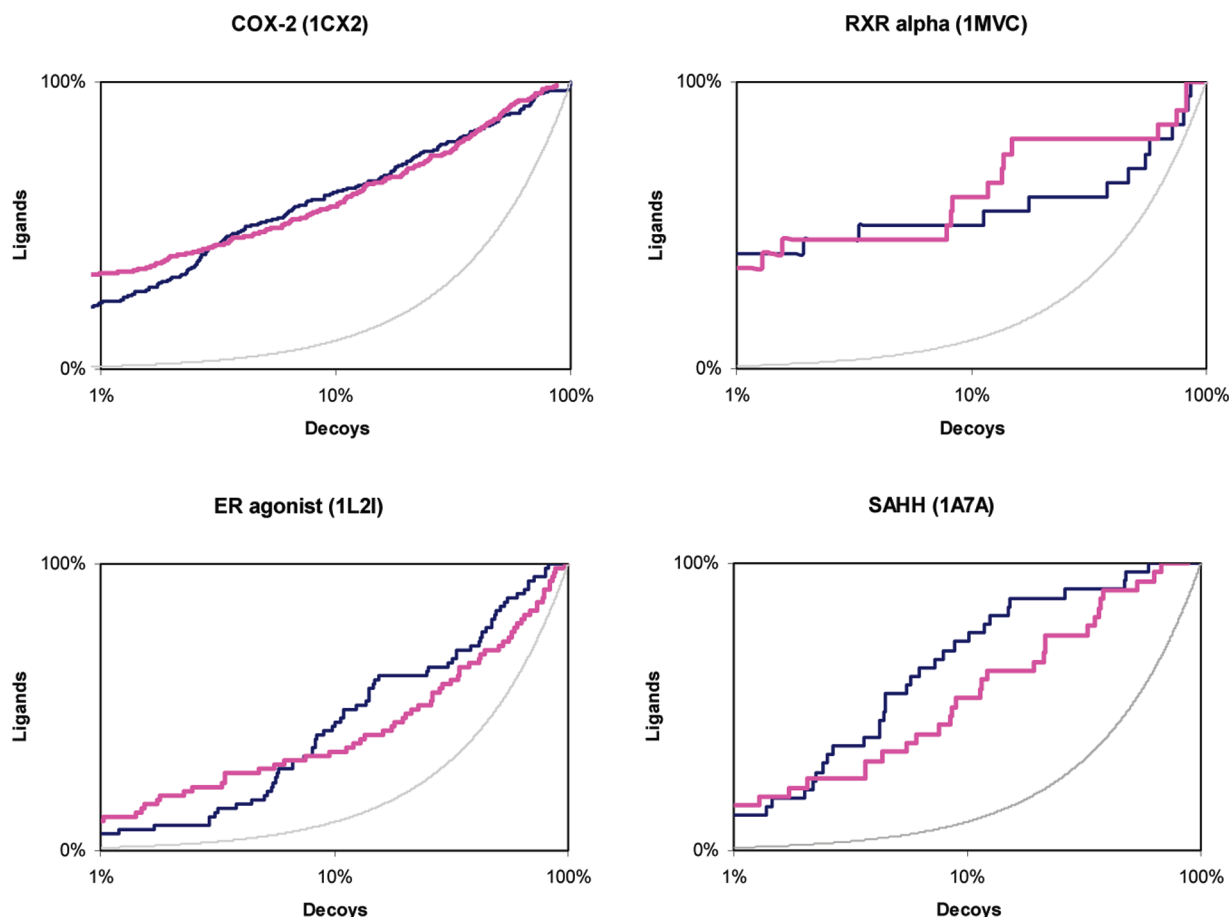 COX-2 (1CX2)
100%
Ligands
0%
1%
10%
100%
Decoys
RXR alpha (1MVC)
100%
Ligands
0%
1%
10%
100%
Decoys
ER agonist (1L2I)
100%
Ligands
0%
1%
10%
100%
Decoys
SAHH (1A7A)
100%
Ligands
0%
1%
10%
100%
Decoys